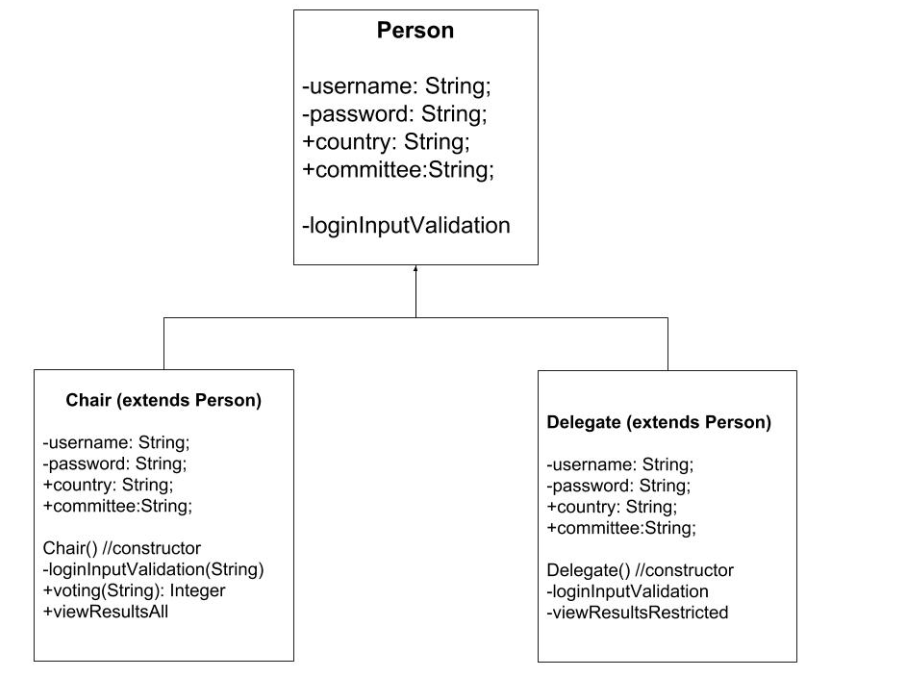 Person
-username: String;
-password: String;
+country: String;
+committee:String;
-loginInputValidation
Chair (extends Person)
-username: String;
-password: String;
+country: String;
+committee:String;
Chair() //constructor
-loginInputValidation(String)
+voting(String): Integer
+viewResultsAll
Delegate (extends Person)
-username: String;
-password: String;
+country: String;
+committee:String;
Delegate() //constructor
-loginInputValidation
-viewResultsRestricted